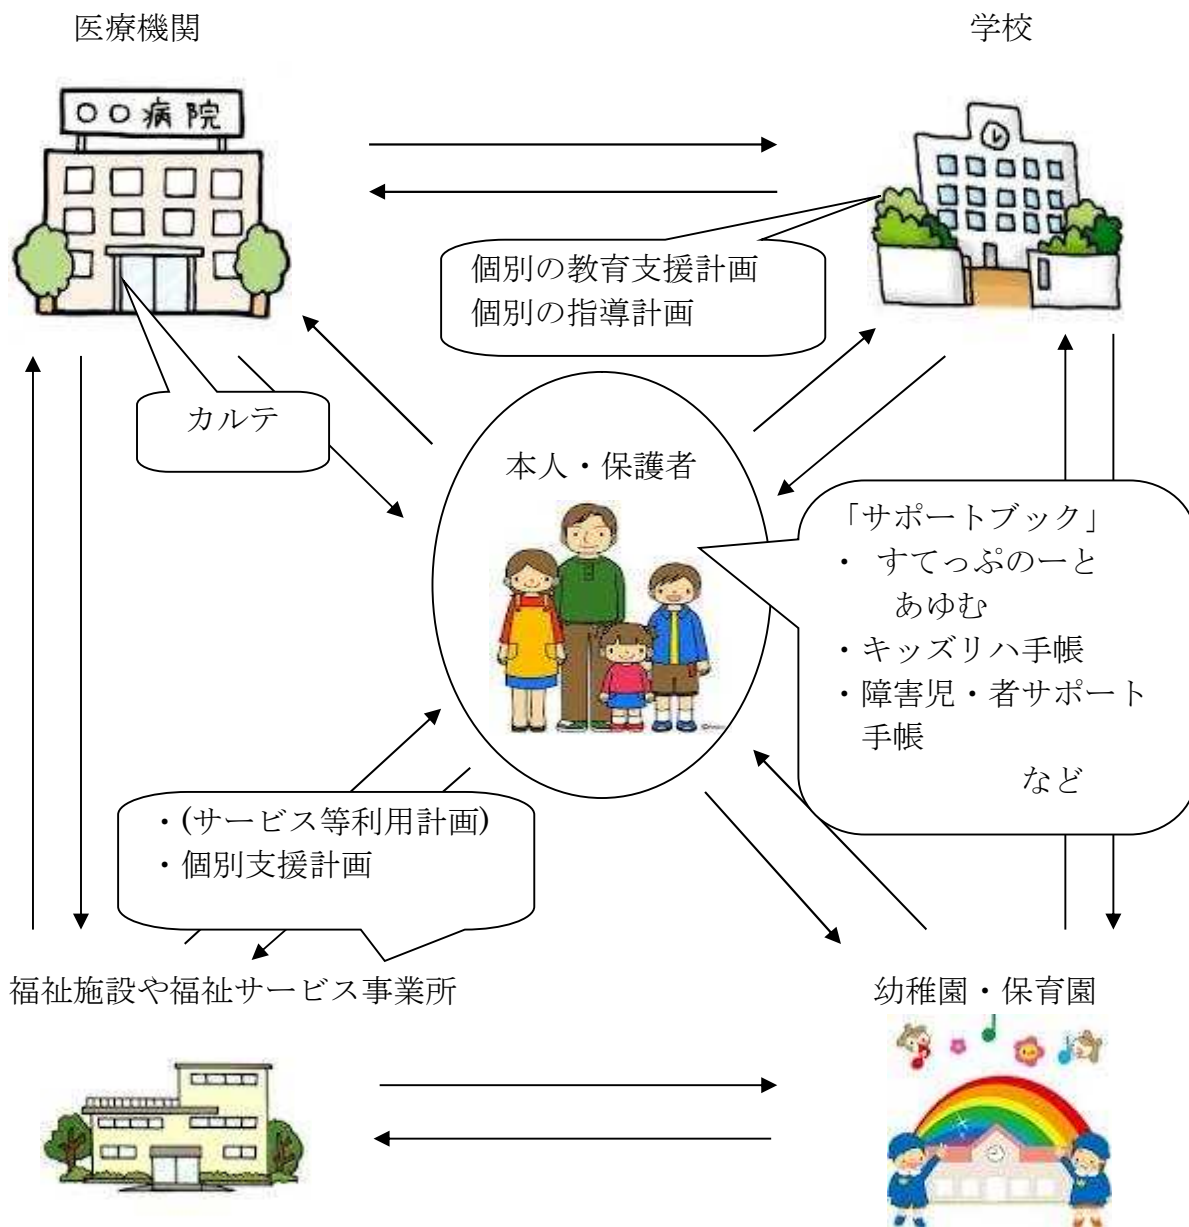 医療機関
学校
○○病院
個別の教育支援計画
個別の指導計画
カルテ
本人・保護者
「サポートブック」
・ すてっぷのーと
あゆむ
・キッズリハ手帳
・障害児・者サポート
手帳
など
・(サービス等利用計画)
・個別支援計画
福祉施設や福祉サービス事業所
幼稚園・保育園